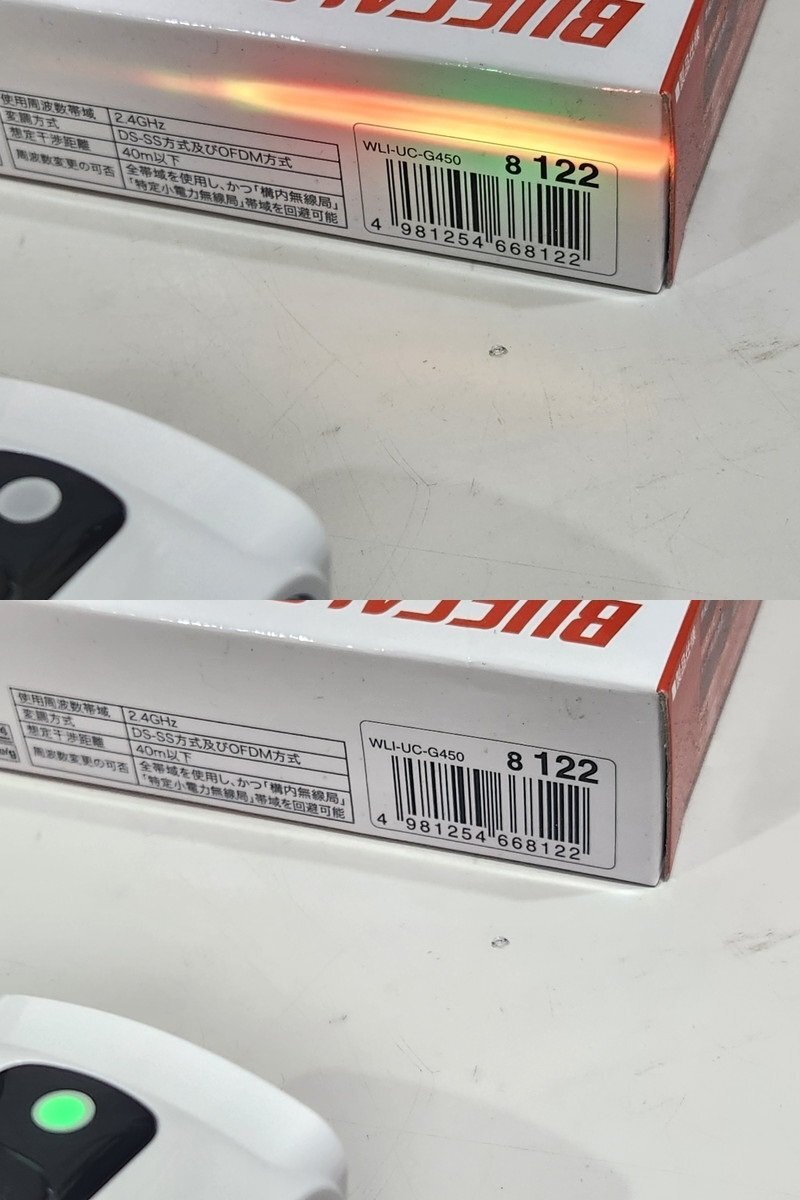 使用周波数帯域 2.4GHz
変調方式 DS-SS方式及びOFDM方式
想定干渉距離 40m以下
周波数変更の可否 全帯域を使用し、かつ「構内無線局」
「特定小電力無線局」帯域を回避可能
WLI-UC-G450 8 122
4 981254 668122
使用周波数帯域 2.4GHz
変調方式 DS-SS方式及びOFDM方式
想定干渉距離 40m以下
周波数変更の可否 全帯域を使用し、かつ「構内無線局」
「特定小電力無線局」帯域を回避可能
WLI-UC-G450 8 122
4 981254 668122